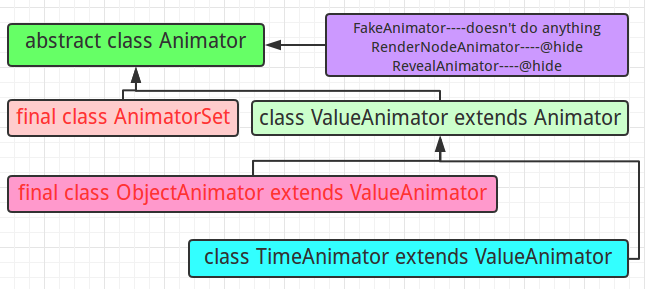 abstract class Animator
FakeAnimator----doesn't do anything
RenderNodeAnimator----@hide
RevealAnimator----@hide
final class AnimatorSet
class ValueAnimator extends Animator
final class ObjectAnimator extends ValueAnimator
class TimeAnimator extends ValueAnimator